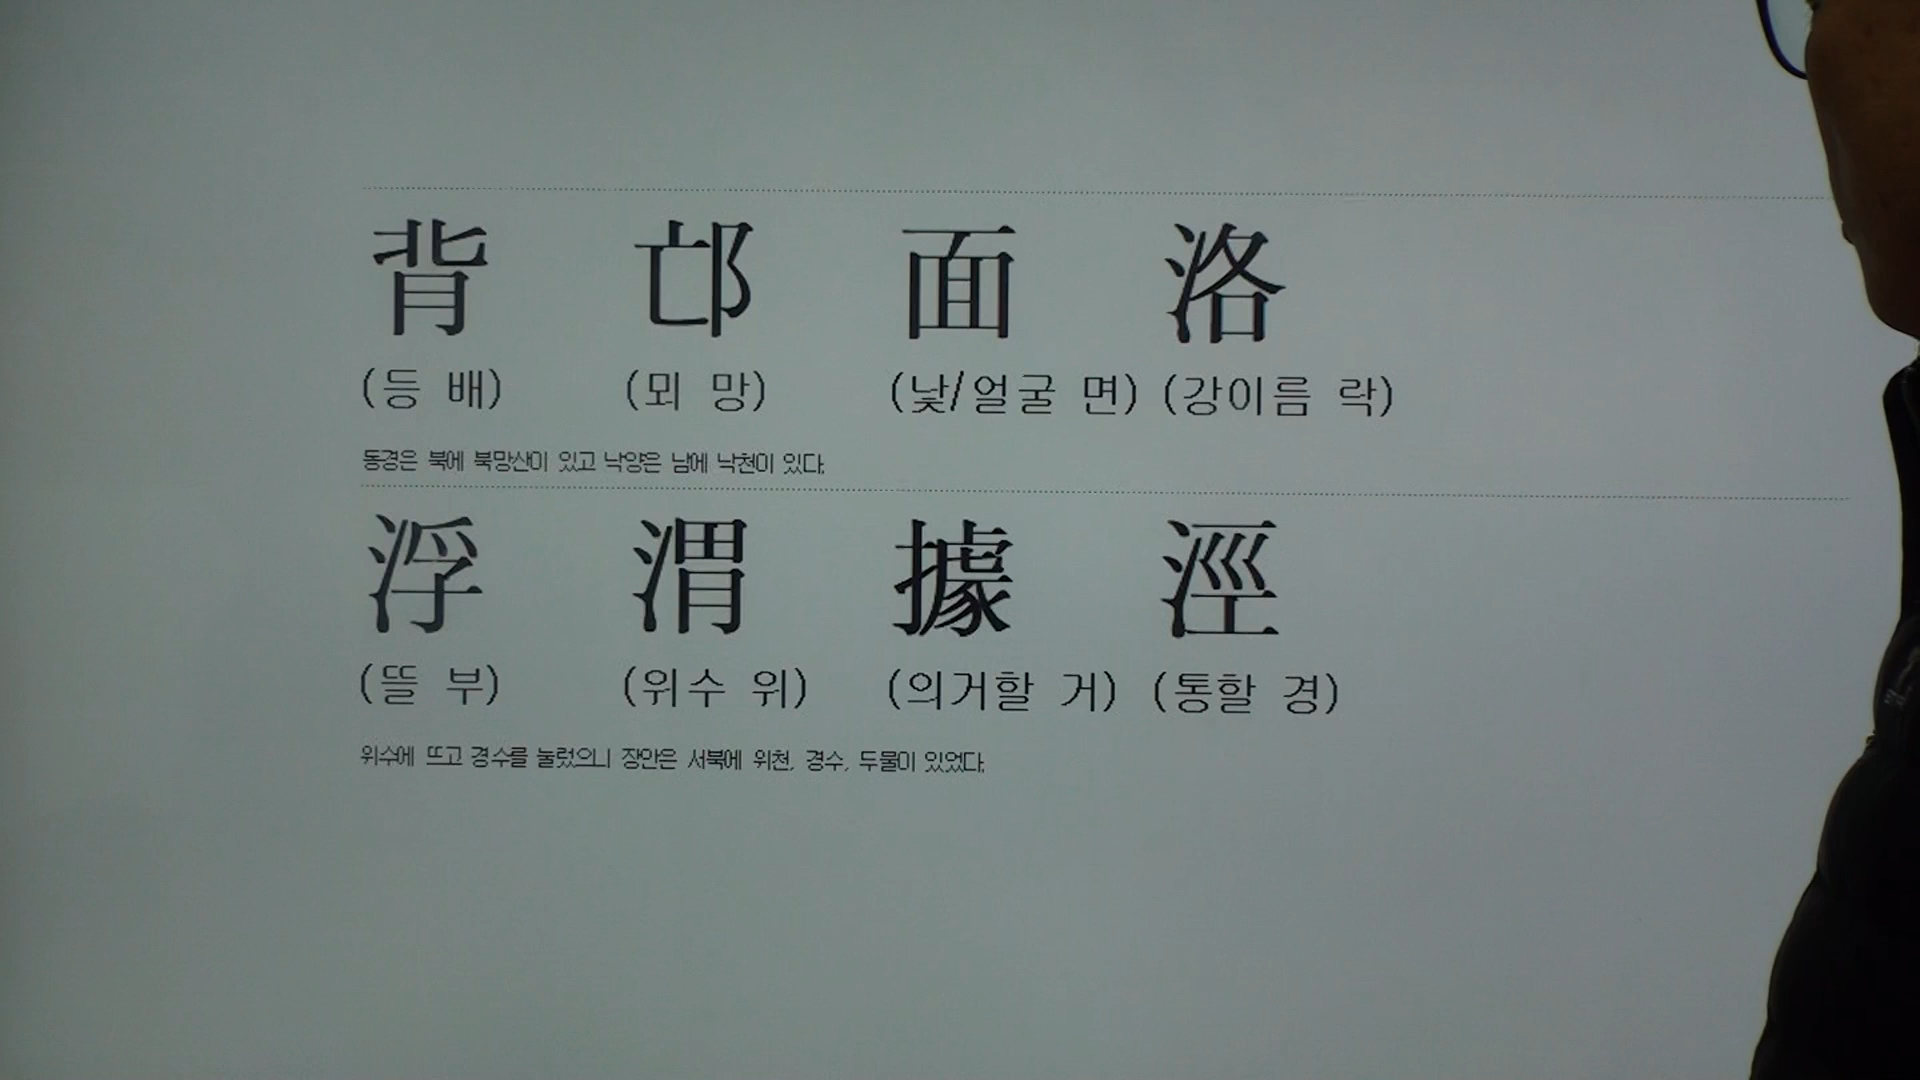 背 邙 面 洛
(등 배) (뫼 망) (낯/얼굴 면) (강이름 락)
동경은 북에 북망산이 있고 낙양은 남에 낙천이 있다.
浮 渭 據 涇
(뜰 부) (위수 위) (의거할 거) (통할 경)
위수에 뜨고 경수를 눌렀으니 장안은 서북에 위천, 경수, 두물이 있었다.